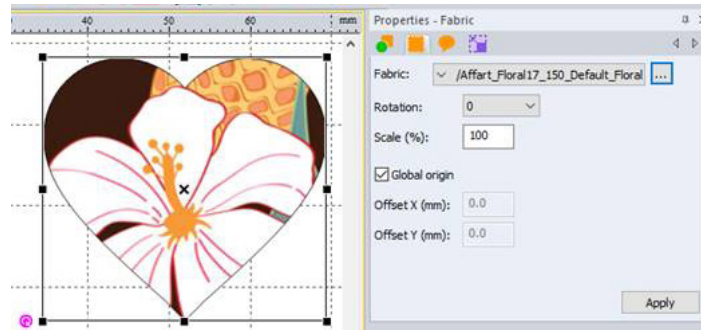 40 50 60 mm
Properties - Fabric
Fabric: /Affart_Floral17_150_Default_Floral ...
Rotation: 0
Scale (%): 100
Global origin
Offset X (mm): 0.0
Offset Y (mm): 0.0
Apply